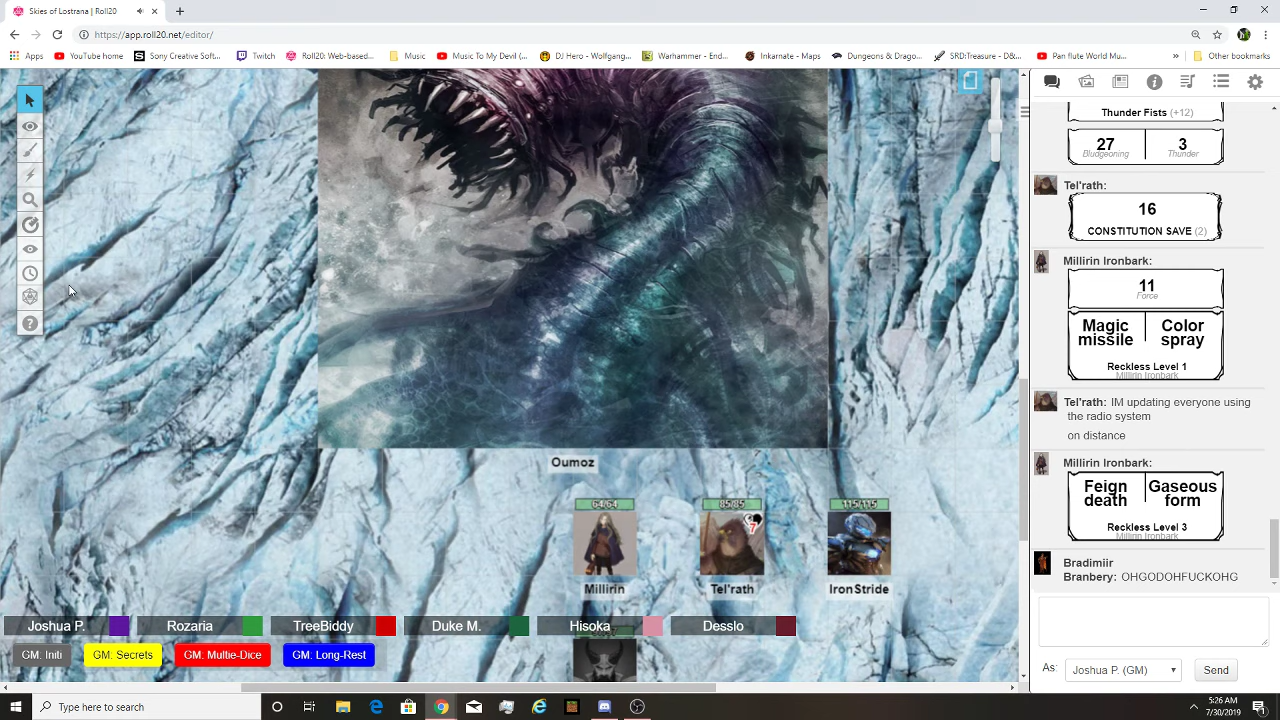 Skies of Lostrana | Roll20
https://app.roll20.net/editor/
Apps
YouTube home
Sony Creative Soft...
Twitch
Roll20: Web-based...
Music
Music To My Devil (...
DJ Hero - Wolfgang...
Warhammer - End...
Inkarnate - Maps
Dungeons & Drago...
SRD:Treasure - D&...
Pan flute World Mu...
»
Other bookmarks
Thunder Fists (+12)
27
Bludgeoning
3
Thunder
Tel'rath:
16
CONSTITUTION SAVE (2)
Millirin Ironbark:
11
Force
Magic missile
Color spray
Reckless Level 1
Millirin Ironbark
Tel'rath: IM updating everyone using
the radio system
on distance
Millirin Ironbark:
Feign death
Gaseous form
Reckless Level 3
Millirin Ironbark
Bradimiir
Branbery: OHGODOHFUCKOHG
As:
Joshua P. (GM)
Send
Oumoz
64/64
85/85
115/115
7
Millirin
Tel'rath
IronStride
Joshua P.
Rozaria
TreeBiddy
Duke M.
Hisoka
Desslo
GM: Initi
GM: Secrets
GM: Multie-Dice
GM: Long-Rest
Type here to search
5:26 AM
7/30/2019